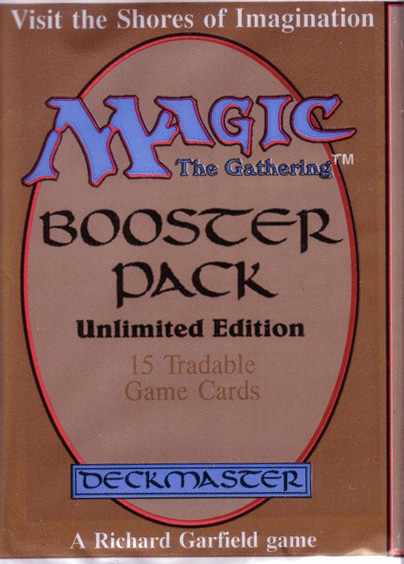 Visit the Shores of Imagination
MAGIC
The Gathering™
BOOSTER
PACK
Unlimited Edition
15 Tradable
Game Cards
DECKMASTER
A Richard Garfield game